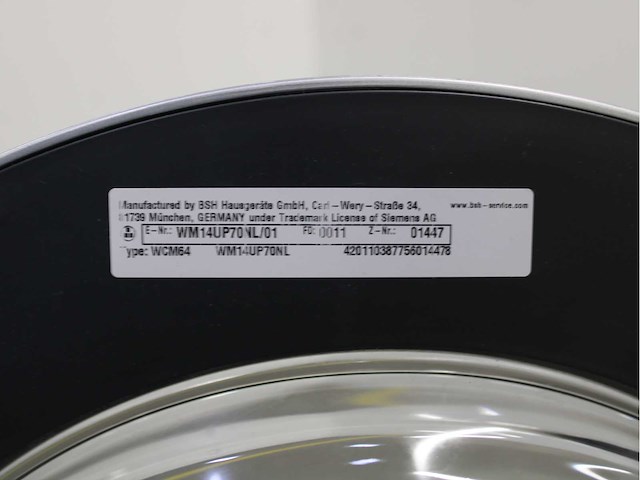 Manufactured by BSH Hausgeräte GmbH, Carl-Wery-Straße 34, www.bsh-service.com
81739 München, GERMANY under Trademark License of Siemens AG
E-Nr.: WM14UP70NL/01 FD: 0011 Z-Nr.: 01447
Type: WCM64 WM14UP70NL 420110387756014478